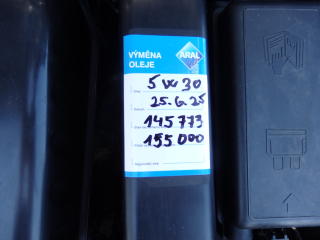 ARAL
VÝMĚNA
OLEJE
5W30
25.6.25
145773
155000